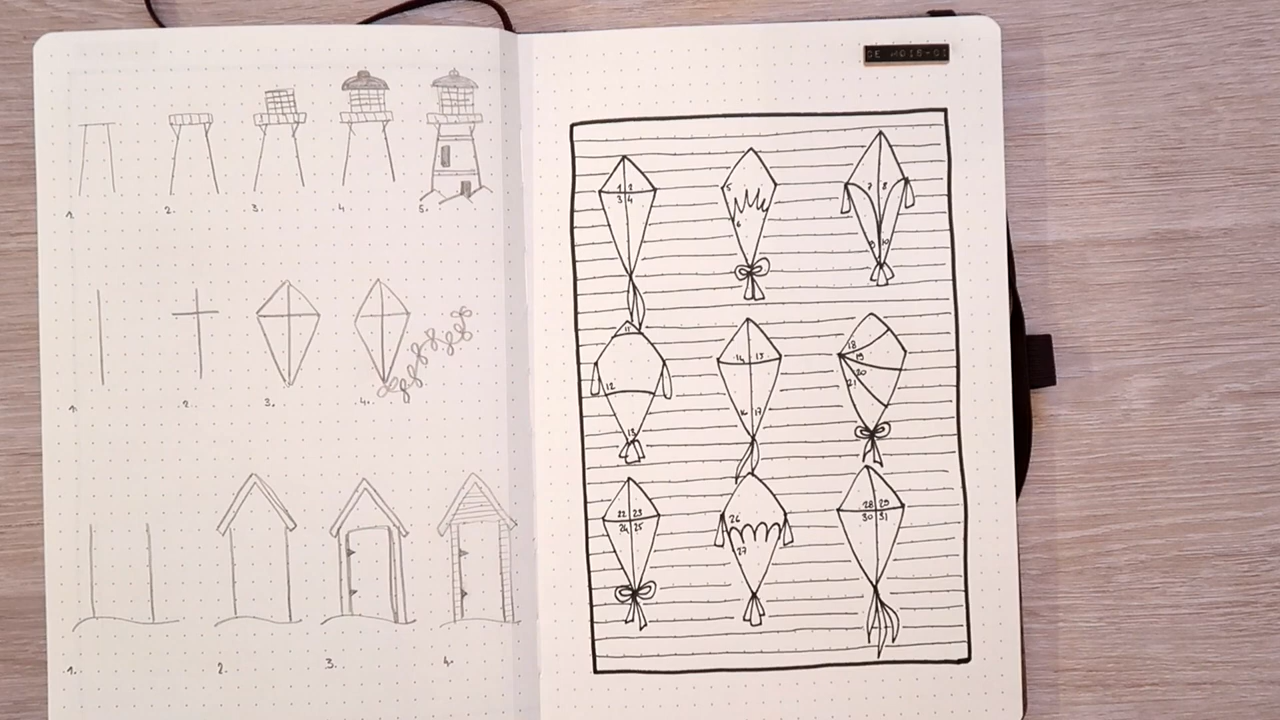 1. 2. 3. 4. 5.
1. 2. 3. 4.
1. 2. 3. 4.
1 2 5 7 8
3 4 6 9 10
11 14 15 18
12 19
20
21
13 16 17
22 23 26 28 29
24 25 27 30 31